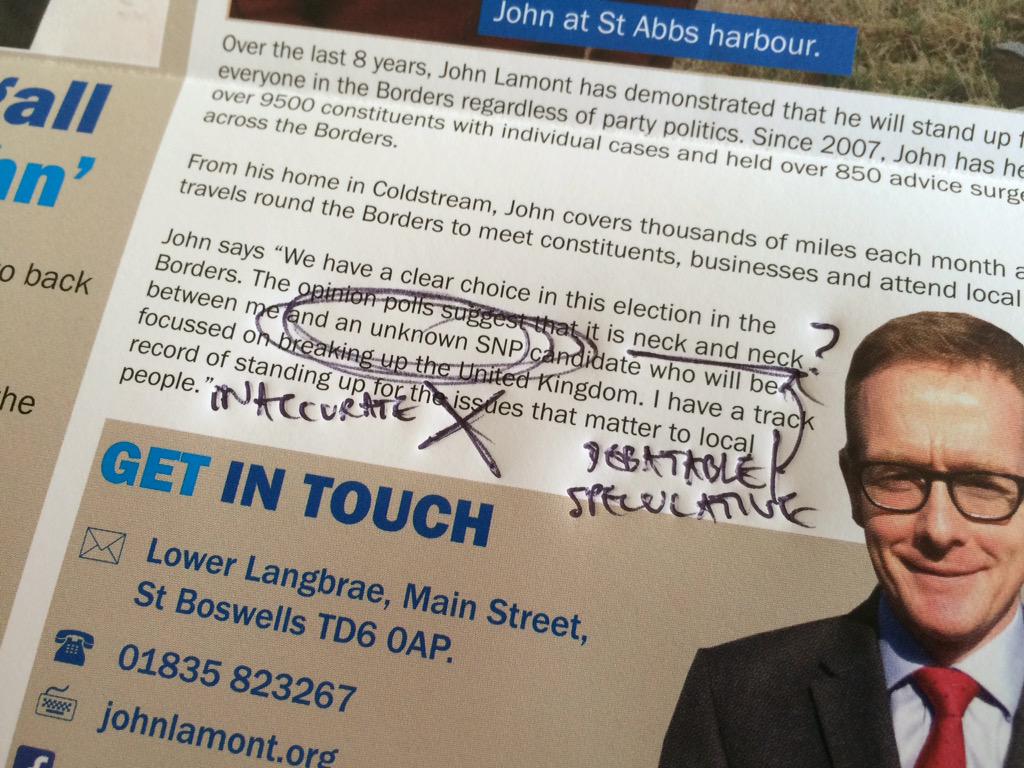 John at St Abbs harbour.
all
n'
o back
he
Over the last 8 years, John Lamont has demonstrated that he will stand up
everyone in the Borders regardless of party politics. Since 2007, John has he
over 9500 constituents with individual cases and held over 850 advice surge
across the Borders.
From his home in Coldstream, John covers thousands of miles each month a
travels round the Borders to meet constituents, businesses and attend local
John says “We have a clear choice in this election in the
Borders. The opinion polls suggest that it is neck and neck
between me and an unknown SNP candidate who will be
focussed on breaking up the United Kingdom. I have a track
record of standing up for the issues that matter to local
people.”
?
INACCURATE X
DEBATABLE
SPECULATIVE
GET IN TOUCH
Lower Langbrae, Main Street,
St Boswells TD6 0AP.
01835 823267
johnlamont.org
f